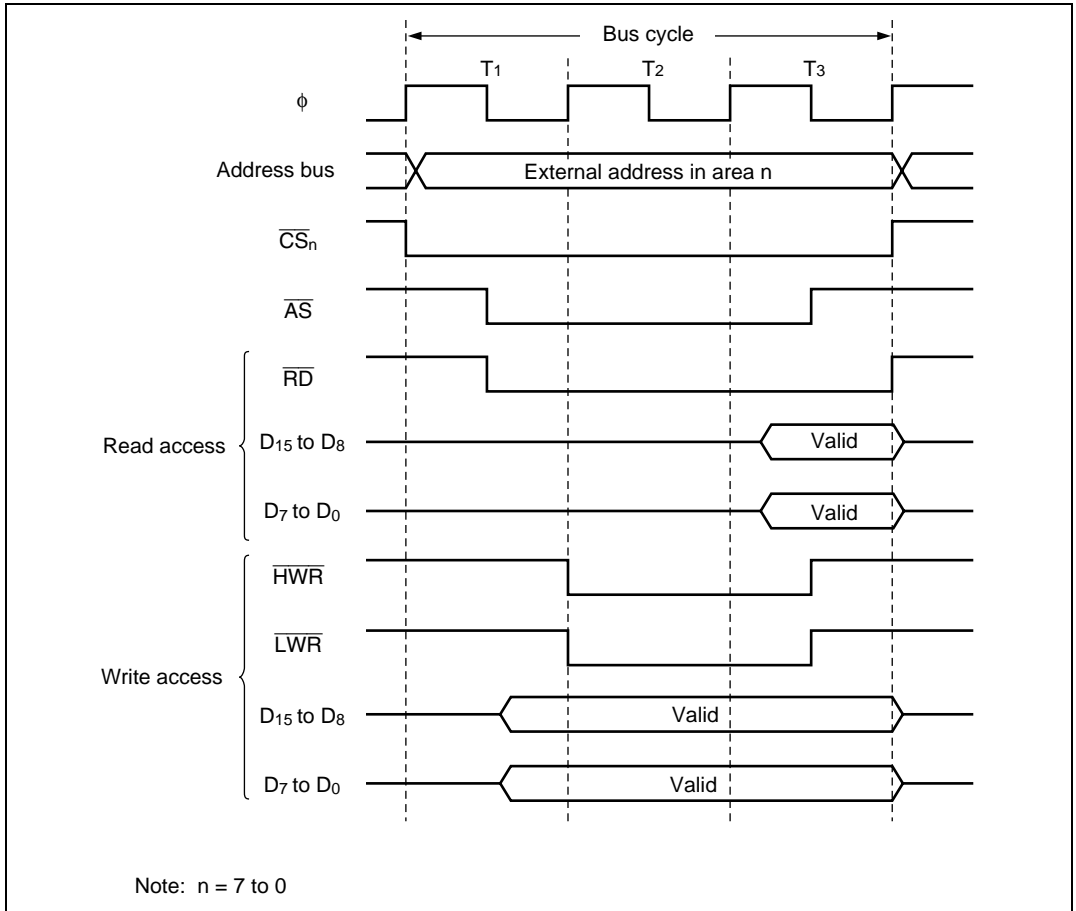 Bus cycle
T1 T2 T3
ϕ
Address bus External address in area n
CSn
AS
RD
Read access D15 to D8 Valid
D7 to D0 Valid
HWR
LWR
Write access
D15 to D8 Valid
D7 to D0 Valid
Note: n = 7 to 0